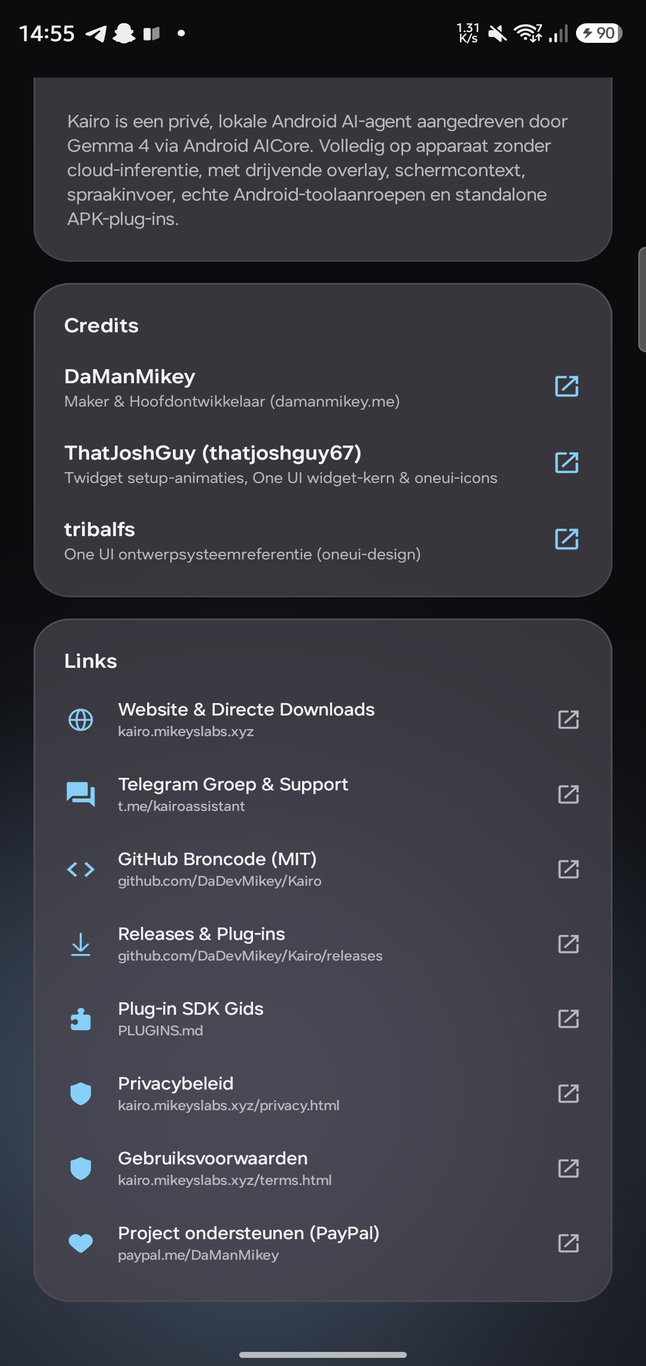 14:55
1.31
K/s
7
90
Kairo is een privé, lokale Android AI-agent aangedreven door
Gemma 4 via Android AICore. Volledig op apparaat zonder
cloud-inferentie, met drijvende overlay, schermcontext,
spraakinvoer, echte Android-toolaanroepen en standalone
APK-plug-ins.
Credits
DaManMikey
Maker & Hoofdontwikkelaar (damanmikey.me)
ThatJoshGuy (thatjoshguy67)
Twidget setup-animaties, One UI widget-kern & oneui-icons
tribalfs
One UI ontwerpsysteemreferentie (oneui-design)
Links
Website & Directe Downloads
kairo.mikeyslabs.xyz
Telegram Groep & Support
t.me/kairoassistant
GitHub Broncode (MIT)
github.com/DaDevMikey/Kairo
Releases & Plug-ins
github.com/DaDevMikey/Kairo/releases
Plug-in SDK Gids
PLUGINS.md
Privacybeleid
kairo.mikeyslabs.xyz/privacy.html
Gebruiksvoorwaarden
kairo.mikeyslabs.xyz/terms.html
Project ondersteunen (PayPal)
paypal.me/DaManMikey